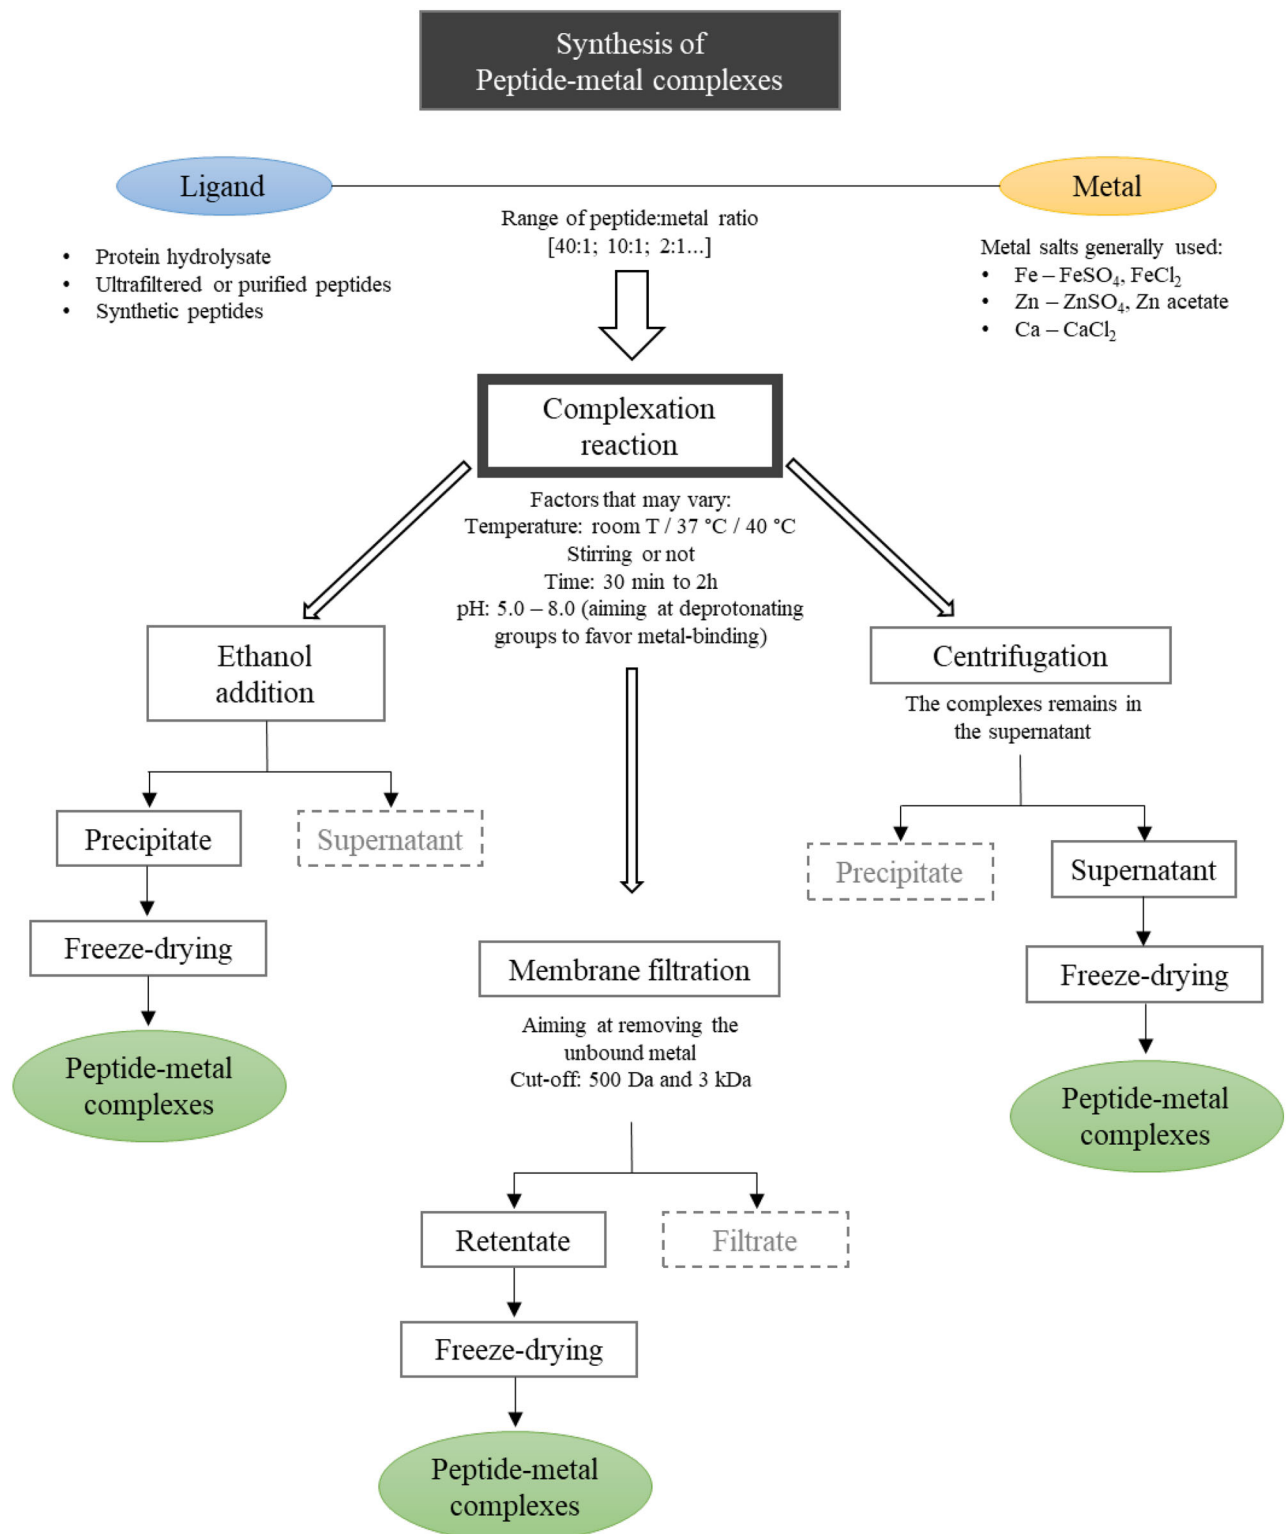 Synthesis of
Peptide-metal complexes
Ligand
Metal
Range of peptide:metal ratio
[40:1; 10:1; 2:1...]
• Protein hydrolysate
• Ultrafiltered or purified peptides
• Synthetic peptides
Metal salts generally used:
• Fe – FeSO₄, FeCl₂
• Zn – ZnSO₄, Zn acetate
• Ca – CaCl₂
Complexation
reaction
Factors that may vary:
Temperature: room T / 37 °C / 40 °C
Stirring or not
Time: 30 min to 2h
pH: 5.0 – 8.0 (aiming at deprotonating
groups to favor metal-binding)
Ethanol
addition
Precipitate
Supernatant
Freeze-drying
Peptide-metal
complexes
Membrane filtration
Aiming at removing the
unbound metal
Cut-off: 500 Da and 3 kDa
Retentate
Filtrate
Freeze-drying
Peptide-metal
complexes
Centrifugation
The complexes remains in
the supernatant
Precipitate
Supernatant
Freeze-drying
Peptide-metal
complexes